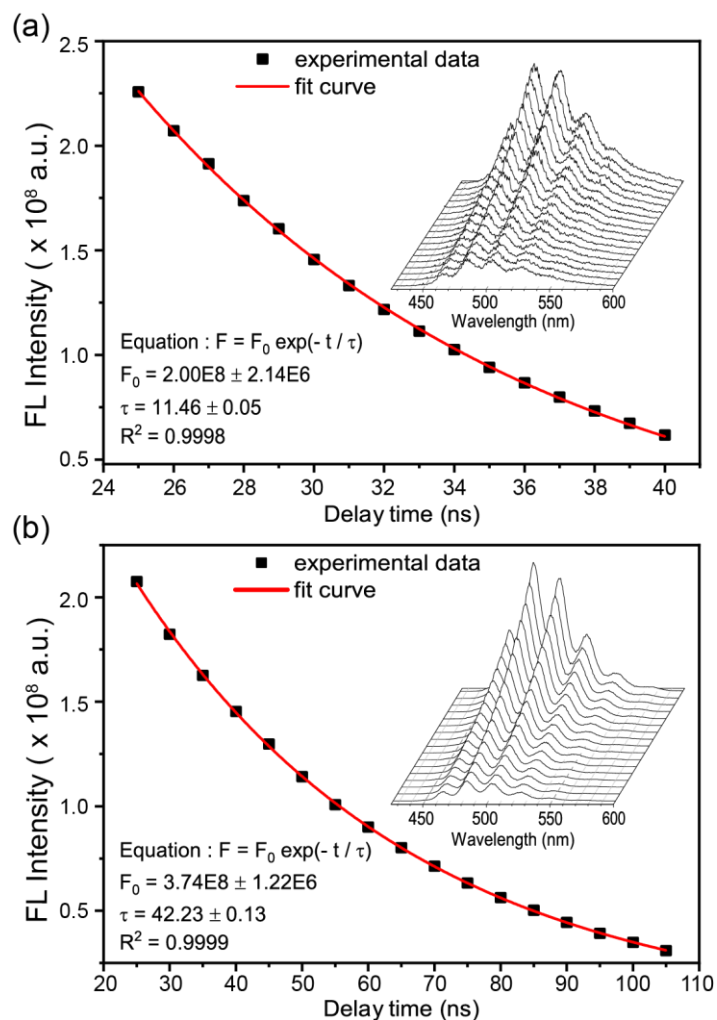 (a)
2.5
2.0
1.5
1.0
0.5
FL Intensity ( x 10⁸ a.u.)
experimental data
fit curve
450 500 550 600
Wavelength (nm)
Equation : F = F₀ exp(- t / τ)
F₀ = 2.00E8 ± 2.14E6
τ = 11.46 ± 0.05
R² = 0.9998
24 26 28 30 32 34 36 38 40
Delay time (ns)
(b)
2.0
1.5
1.0
0.5
FL Intensity ( x 10⁸ a.u.)
experimental data
fit curve
450 500 550 600
Wavelength (nm)
Equation : F = F₀ exp(- t / τ)
F₀ = 3.74E8 ± 1.22E6
τ = 42.23 ± 0.13
R² = 0.9999
20 30 40 50 60 70 80 90 100 110
Delay time (ns)